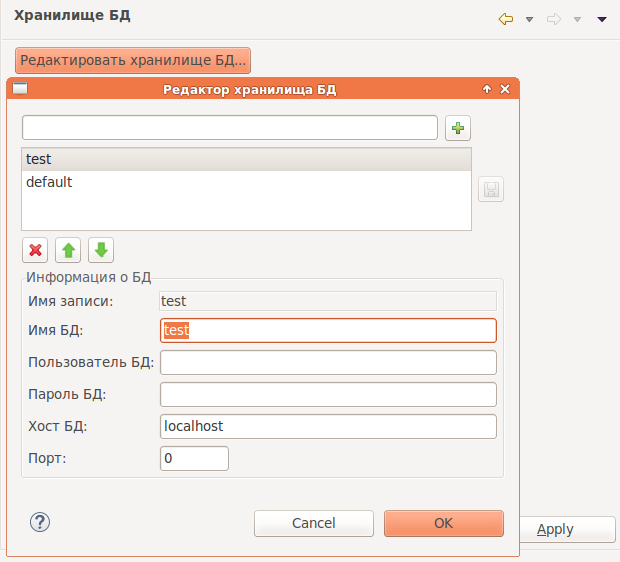 Хранилище БД
Редактировать хранилище БД...
Редактор хранилища БД
test
default
Информация о БД
Имя записи: test
Имя БД: test
Пользователь БД:
Пароль БД:
Хост БД: localhost
Порт: 0
Cancel OK Apply